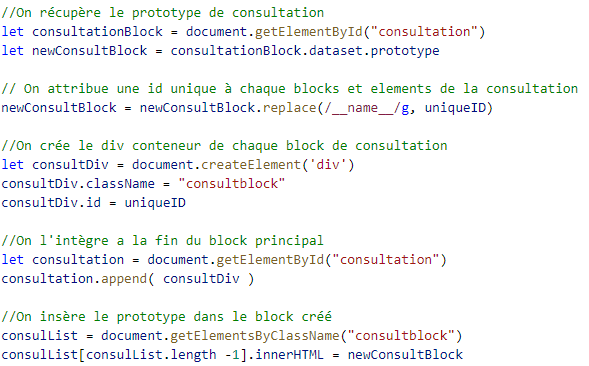 //On récupère le prototype de consultation
let consultationBlock = document.getElementById("consultation")
let newConsultBlock = consultationBlock.dataset.prototype
// On attribue une id unique à chaque blocks et elements de la consultation
newConsultBlock = newConsultBlock.replace(/__name__/g, uniqueID)
//On crée le div conteneur de chaque block de consultation
let consultDiv = document.createElement('div')
consultDiv.className = "consultblock"
consultDiv.id = uniqueID
//On l'intègre a la fin du block principal
let consultation = document.getElementById("consultation")
consultation.append( consultDiv )
//On insère le prototype dans le block créé
consulList = document.getElementsByClassName("consultblock")
consulList[consulList.length -1].innerHTML = newConsultBlock